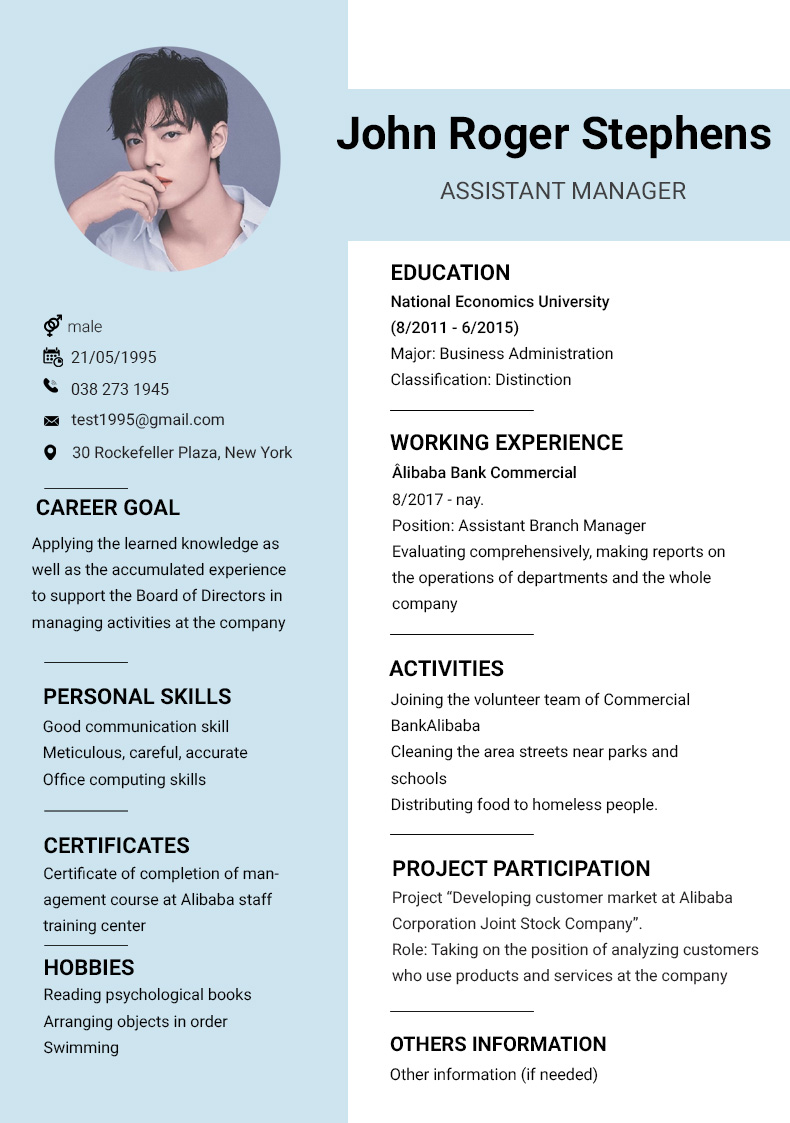 John Roger Stephens
ASSISTANT MANAGER
male
21/05/1995
038 273 1945
test1995@gmail.com
30 Rockefeller Plaza, New York
CAREER GOAL
Applying the learned knowledge as
well as the accumulated experience
to support the Board of Directors in
managing activities at the company
PERSONAL SKILLS
Good communication skill
Meticulous, careful, accurate
Office computing skills
CERTIFICATES
Certificate of completion of man-
agement course at Alibaba staff
training center
HOBBIES
Reading psychological books
Arranging objects in order
Swimming
EDUCATION
National Economics University
(8/2011 - 6/2015)
Major: Business Administration
Classification: Distinction
WORKING EXPERIENCE
Âlibaba Bank Commercial
8/2017 - nay.
Position: Assistant Branch Manager
Evaluating comprehensively, making reports on
the operations of departments and the whole
company
ACTIVITIES
Joining the volunteer team of Commercial
BankAlibaba
Cleaning the area streets near parks and
schools
Distributing food to homeless people.
PROJECT PARTICIPATION
Project “Developing customer market at Alibaba
Corporation Joint Stock Company”.
Role: Taking on the position of analyzing customers
who use products and services at the company
OTHERS INFORMATION
Other information (if needed)